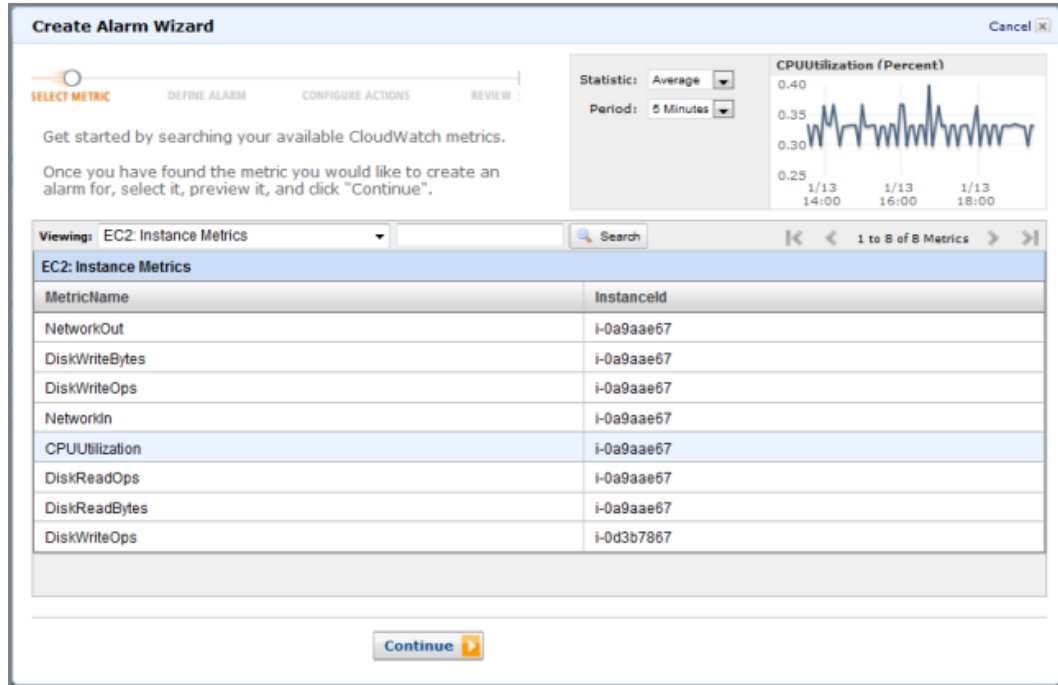 Create Alarm Wizard
Cancel
SELECT METRIC DEFINE ALARM CONFIGURE ACTIONS REVIEW
Get started by searching your available CloudWatch metrics.
Once you have found the metric you would like to create an
alarm for, select it, preview it, and click "Continue".
Statistic: Average
Period: 5 Minutes
CPUUtilization (Percent)
0.40
0.35
0.30
0.25
1/13 1/13 1/13
14:00 16:00 18:00
Viewing: EC2: Instance Metrics Search 1 to 8 of 8 Metrics
EC2: Instance Metrics
MetricName InstanceId
NetworkOut i-0a9aae67
DiskWriteBytes i-0a9aae67
DiskWriteOps i-0a9aae67
NetworkIn i-0a9aae67
CPUUtilization i-0a9aae67
DiskReadOps i-0a9aae67
DiskReadBytes i-0a9aae67
DiskWriteOps i-0d3b7867
Continue